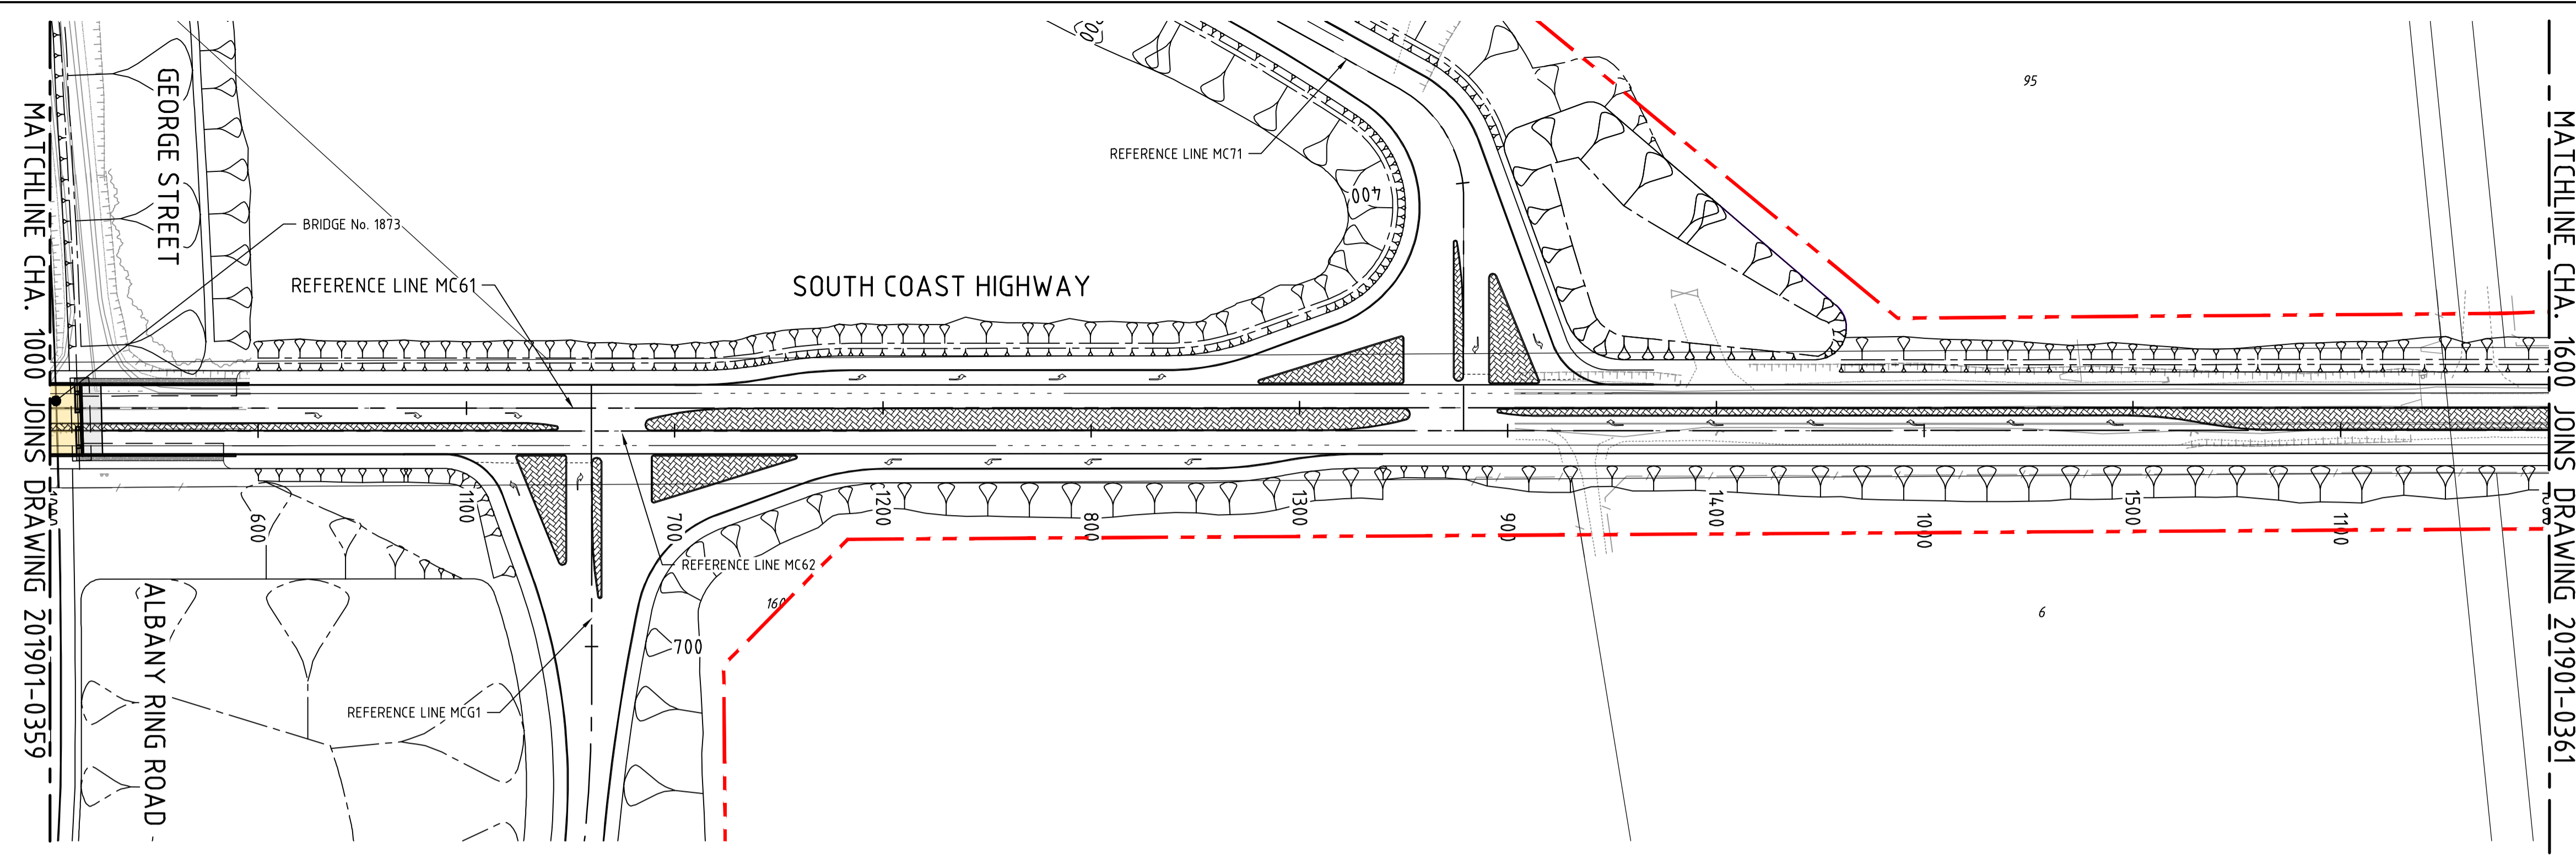 MATCHLINE CHA. 1000 JOINS DRAWING 201901-0359
GEORGE STREET
BRIDGE No. 1873
REFERENCE LINE MC61
SOUTH COAST HIGHWAY
REFERENCE LINE MC71
400
95
MATCHLINE CHA. 1600 JOINS DRAWING 201901-0361
600
1100
700
1200
800
1300
900
1400
1000
1500
1100
REFERENCE LINE MC62
160
6
700
REFERENCE LINE MCG1
ALBANY RING ROAD